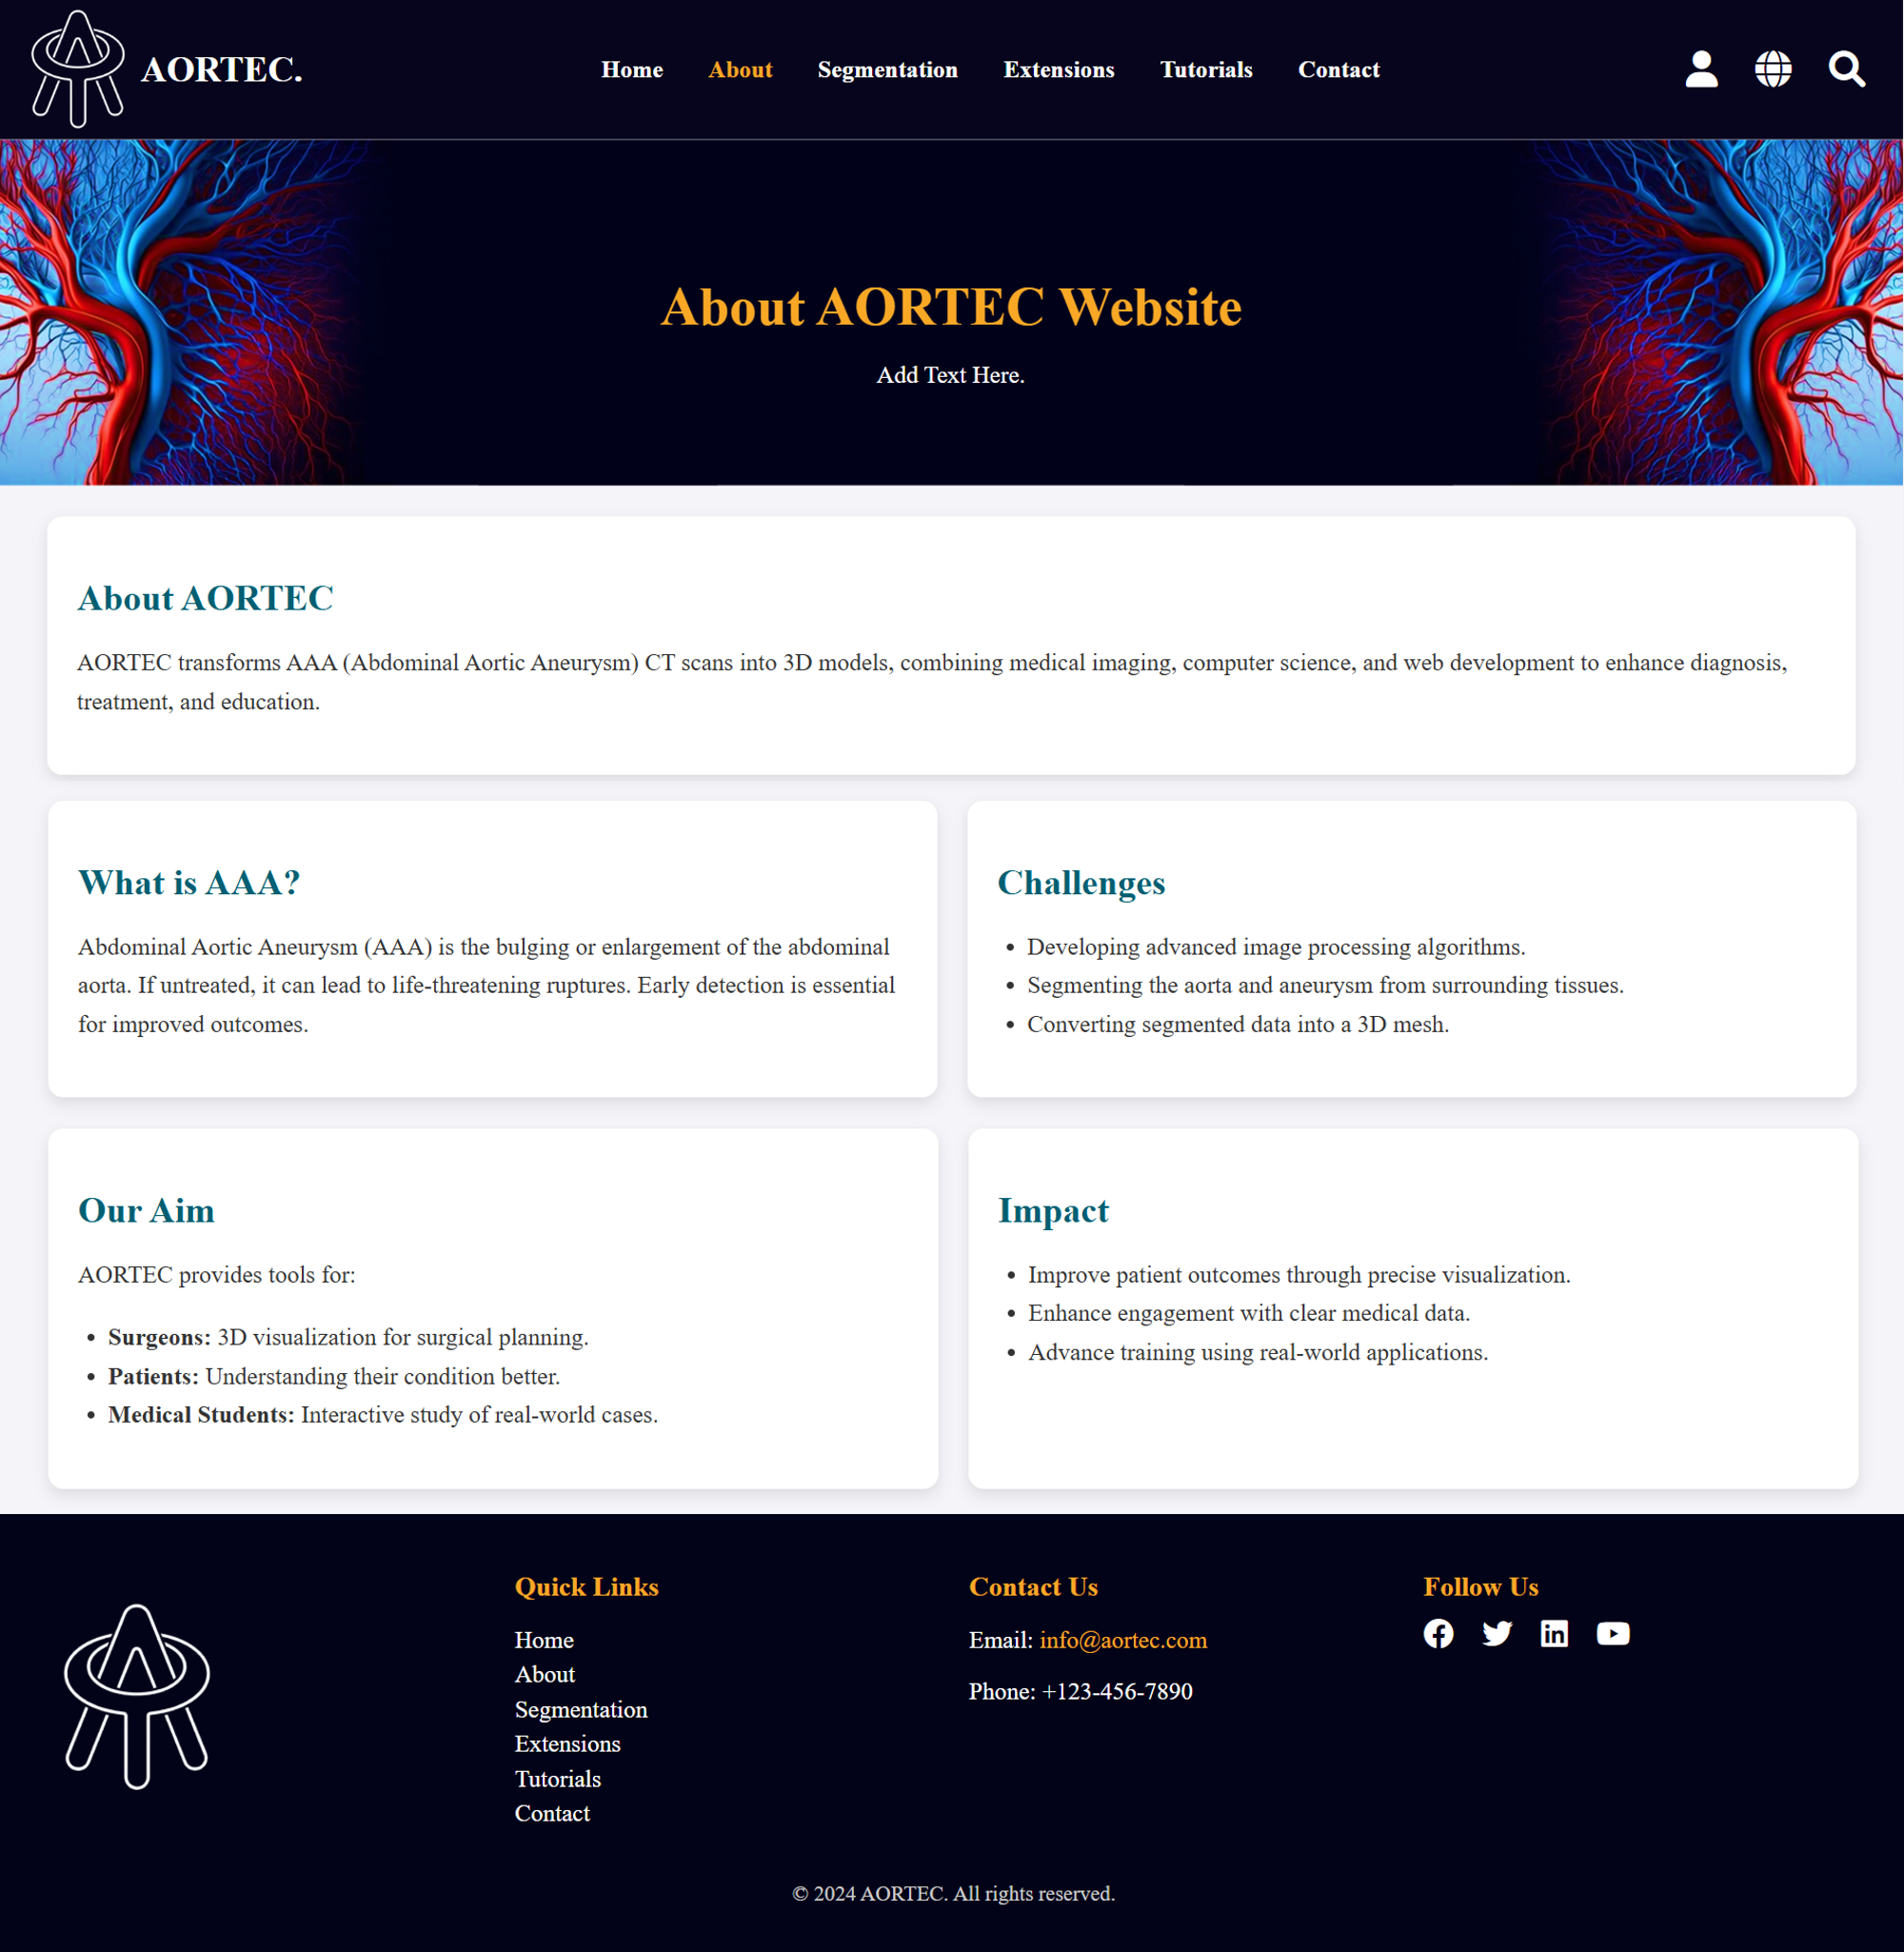 AORTEC.
Home About Segmentation Extensions Tutorials Contact
About AORTEC Website
Add Text Here.
About AORTEC
AORTEC transforms AAA (Abdominal Aortic Aneurysm) CT scans into 3D models, combining medical imaging, computer science, and web development to enhance diagnosis,
treatment, and education.
What is AAA?
Abdominal Aortic Aneurysm (AAA) is the bulging or enlargement of the abdominal
aorta. If untreated, it can lead to life-threatening ruptures. Early detection is essential
for improved outcomes.
Challenges
• Developing advanced image processing algorithms.
• Segmenting the aorta and aneurysm from surrounding tissues.
• Converting segmented data into a 3D mesh.
Our Aim
AORTEC provides tools for:
• Surgeons: 3D visualization for surgical planning.
• Patients: Understanding their condition better.
• Medical Students: Interactive study of real-world cases.
Impact
• Improve patient outcomes through precise visualization.
• Enhance engagement with clear medical data.
• Advance training using real-world applications.
Quick Links
Home
About
Segmentation
Extensions
Tutorials
Contact
Contact Us
Email: info@aortec.com
Phone: +123-456-7890
Follow Us
© 2024 AORTEC. All rights reserved.